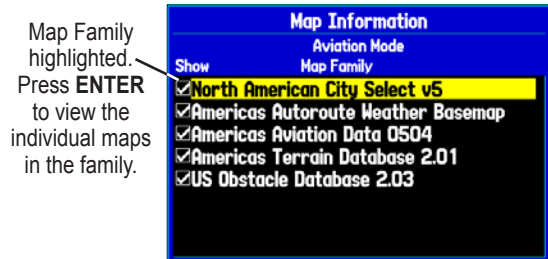 Map Family
highlighted.
Press ENTER
to view the
individual maps
in the family.
Map Information
Aviation Mode
Show Map Family
North American City Select v5
Americas Autoroute Weather Basemap
Americas Aviation Data 0504
Americas Terrain Database 2.01
US Obstacle Database 2.03